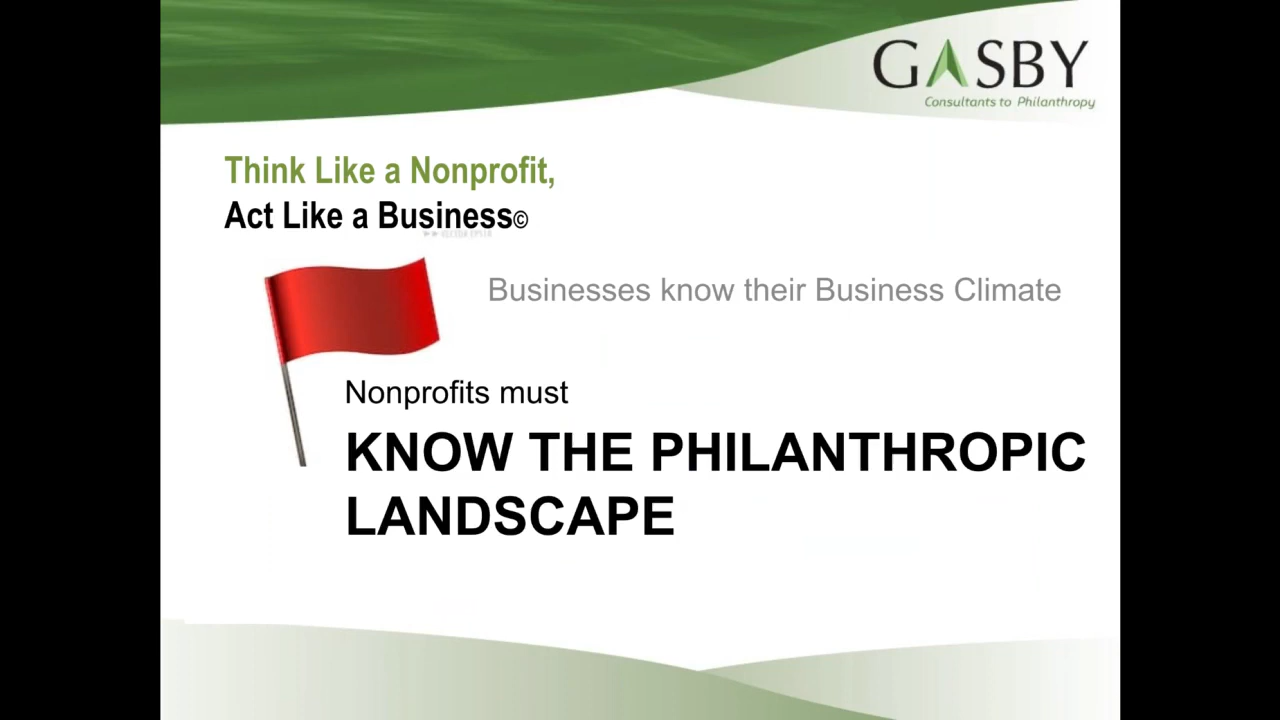 GASBY
Consultants to Philanthropy
Think Like a Nonprofit,
Act Like a Business©
Businesses know their Business Climate
Nonprofits must
KNOW THE PHILANTHROPIC
LANDSCAPE